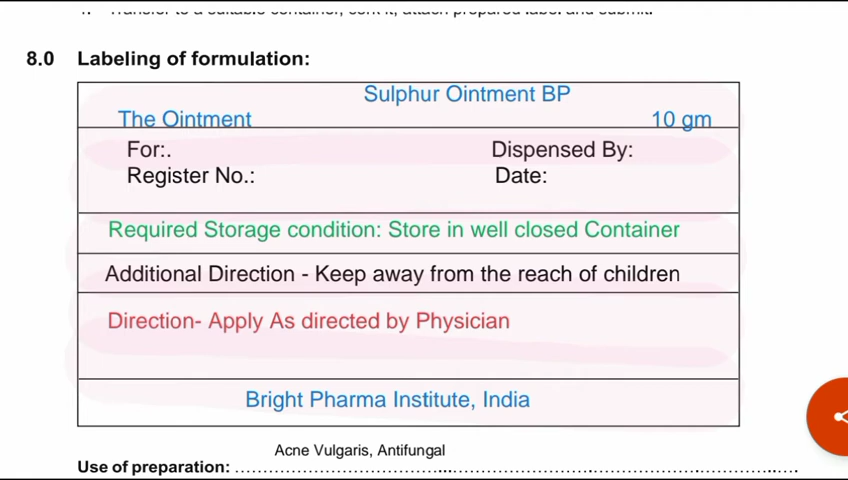 8.0 Labeling of formulation:
Sulphur Ointment BP
The Ointment 10 gm
For:. Dispensed By:
Register No.: Date:
Required Storage condition: Store in well closed Container
Additional Direction - Keep away from the reach of children
Direction- Apply As directed by Physician
Bright Pharma Institute, India
Acne Vulgaris, Antifungal
Use of preparation: